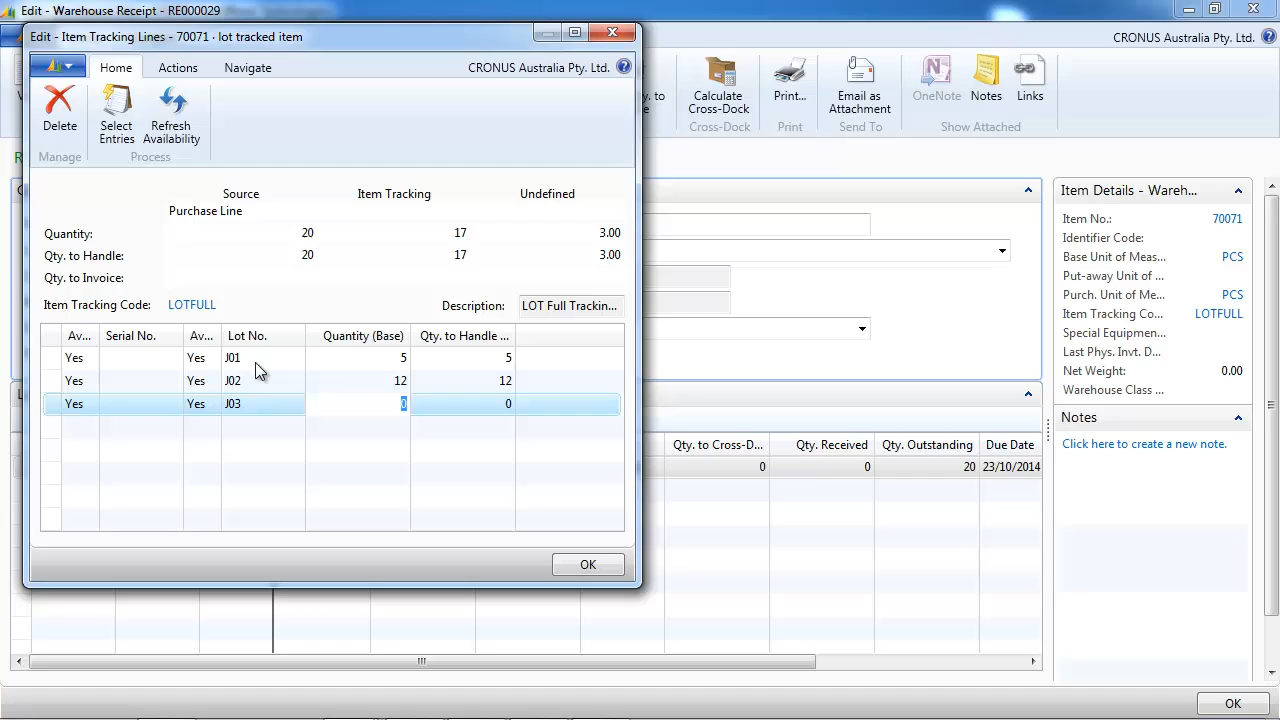 Edit - Warehouse Receipt - RE000029
CRONUS Australia Pty. Ltd.
Edit - Item Tracking Lines - 70071 · lot tracked item
Home Actions Navigate CRONUS Australia Pty. Ltd.
Delete
Select Entries
Refresh Availability
Manage Process
Source Item Tracking Undefined
Purchase Line
Quantity: 20 17 3.00
Qty. to Handle: 20 17 3.00
Qty. to Invoice:
Item Tracking Code: LOTFULL Description: LOT Full Trackin...
Av... Serial No. Av... Lot No. Quantity (Base) Qty. to Handle ...
Yes Yes J01 5 5
Yes Yes J02 12 12
Yes Yes J03 0 0
OK
Calculate Cross-Dock
Print...
Email as Attachment
OneNote
Notes
Links
Cross-Dock Print Send To Show Attached
Item Details - Wareh...
Item No.: 70071
Identifier Code:
Base Unit of Meas... PCS
Put-away Unit of ...
Purch. Unit of Me... PCS
Item Tracking Co... LOTFULL
Special Equipmen...
Last Phys. Invt. D...
Net Weight: 0.00
Warehouse Class ...
Notes
Click here to create a new note.
Qty. to Cross-D... Qty. Received Qty. Outstanding Due Date
0 0 20 23/10/2014
OK